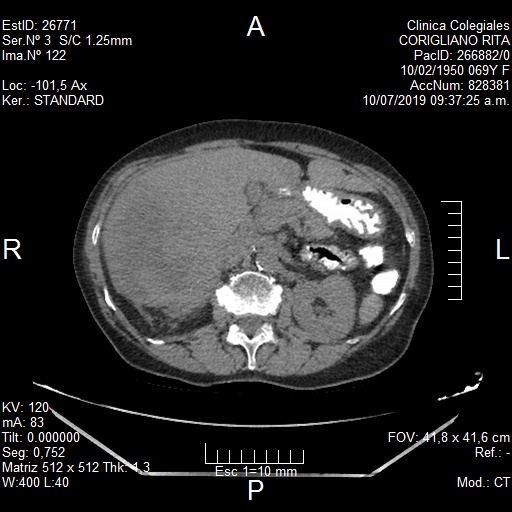 EstID: 26771
Ser.Nº 3 S/C 1.25mm
Ima.Nº 122
Loc: -101,5 Ax
Ker.: STANDARD
A
Clinica Colegiales
CORIGLIANO RITA
PacID: 266882/0
10/02/1950 069Y F
AccNum: 828381
10/07/2019 09:37:25 a.m.
R
L
KV: 120
mA: 83
Tilt: 0.000000
Seg: 0,752
Matriz 512 x 512 Thk: 1.3
W:400 L:40
Esc 1=10 mm
P
FOV: 41,8 x 41,6 cm
Ref.: -
Mod.: CT